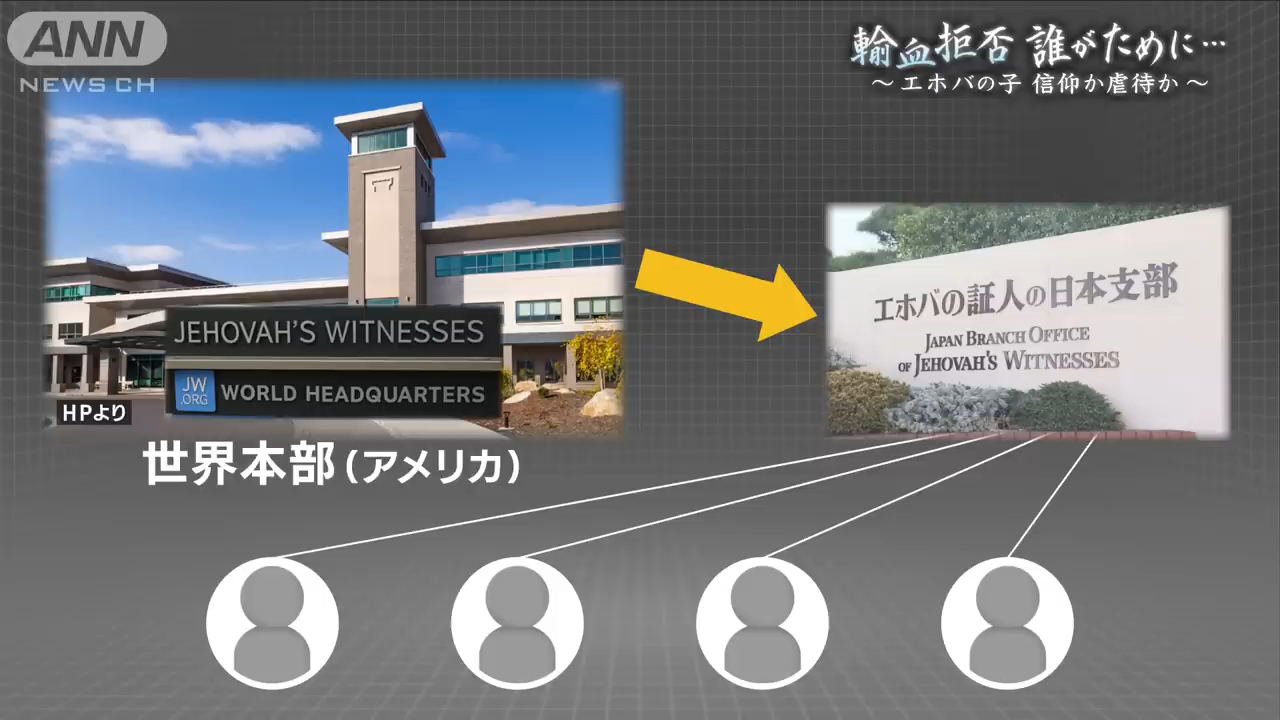 ANN
NEWS CH
輸血拒否 誰がために…
～エホバの子 信仰か虐待か～
JEHOVAH'S WITNESSES
JW
.ORG
WORLD HEADQUARTERS
HPより
世界本部（アメリカ）
エホバの証人の日本支部
JAPAN BRANCH OFFICE
OF JEHOVAH'S WITNESSES